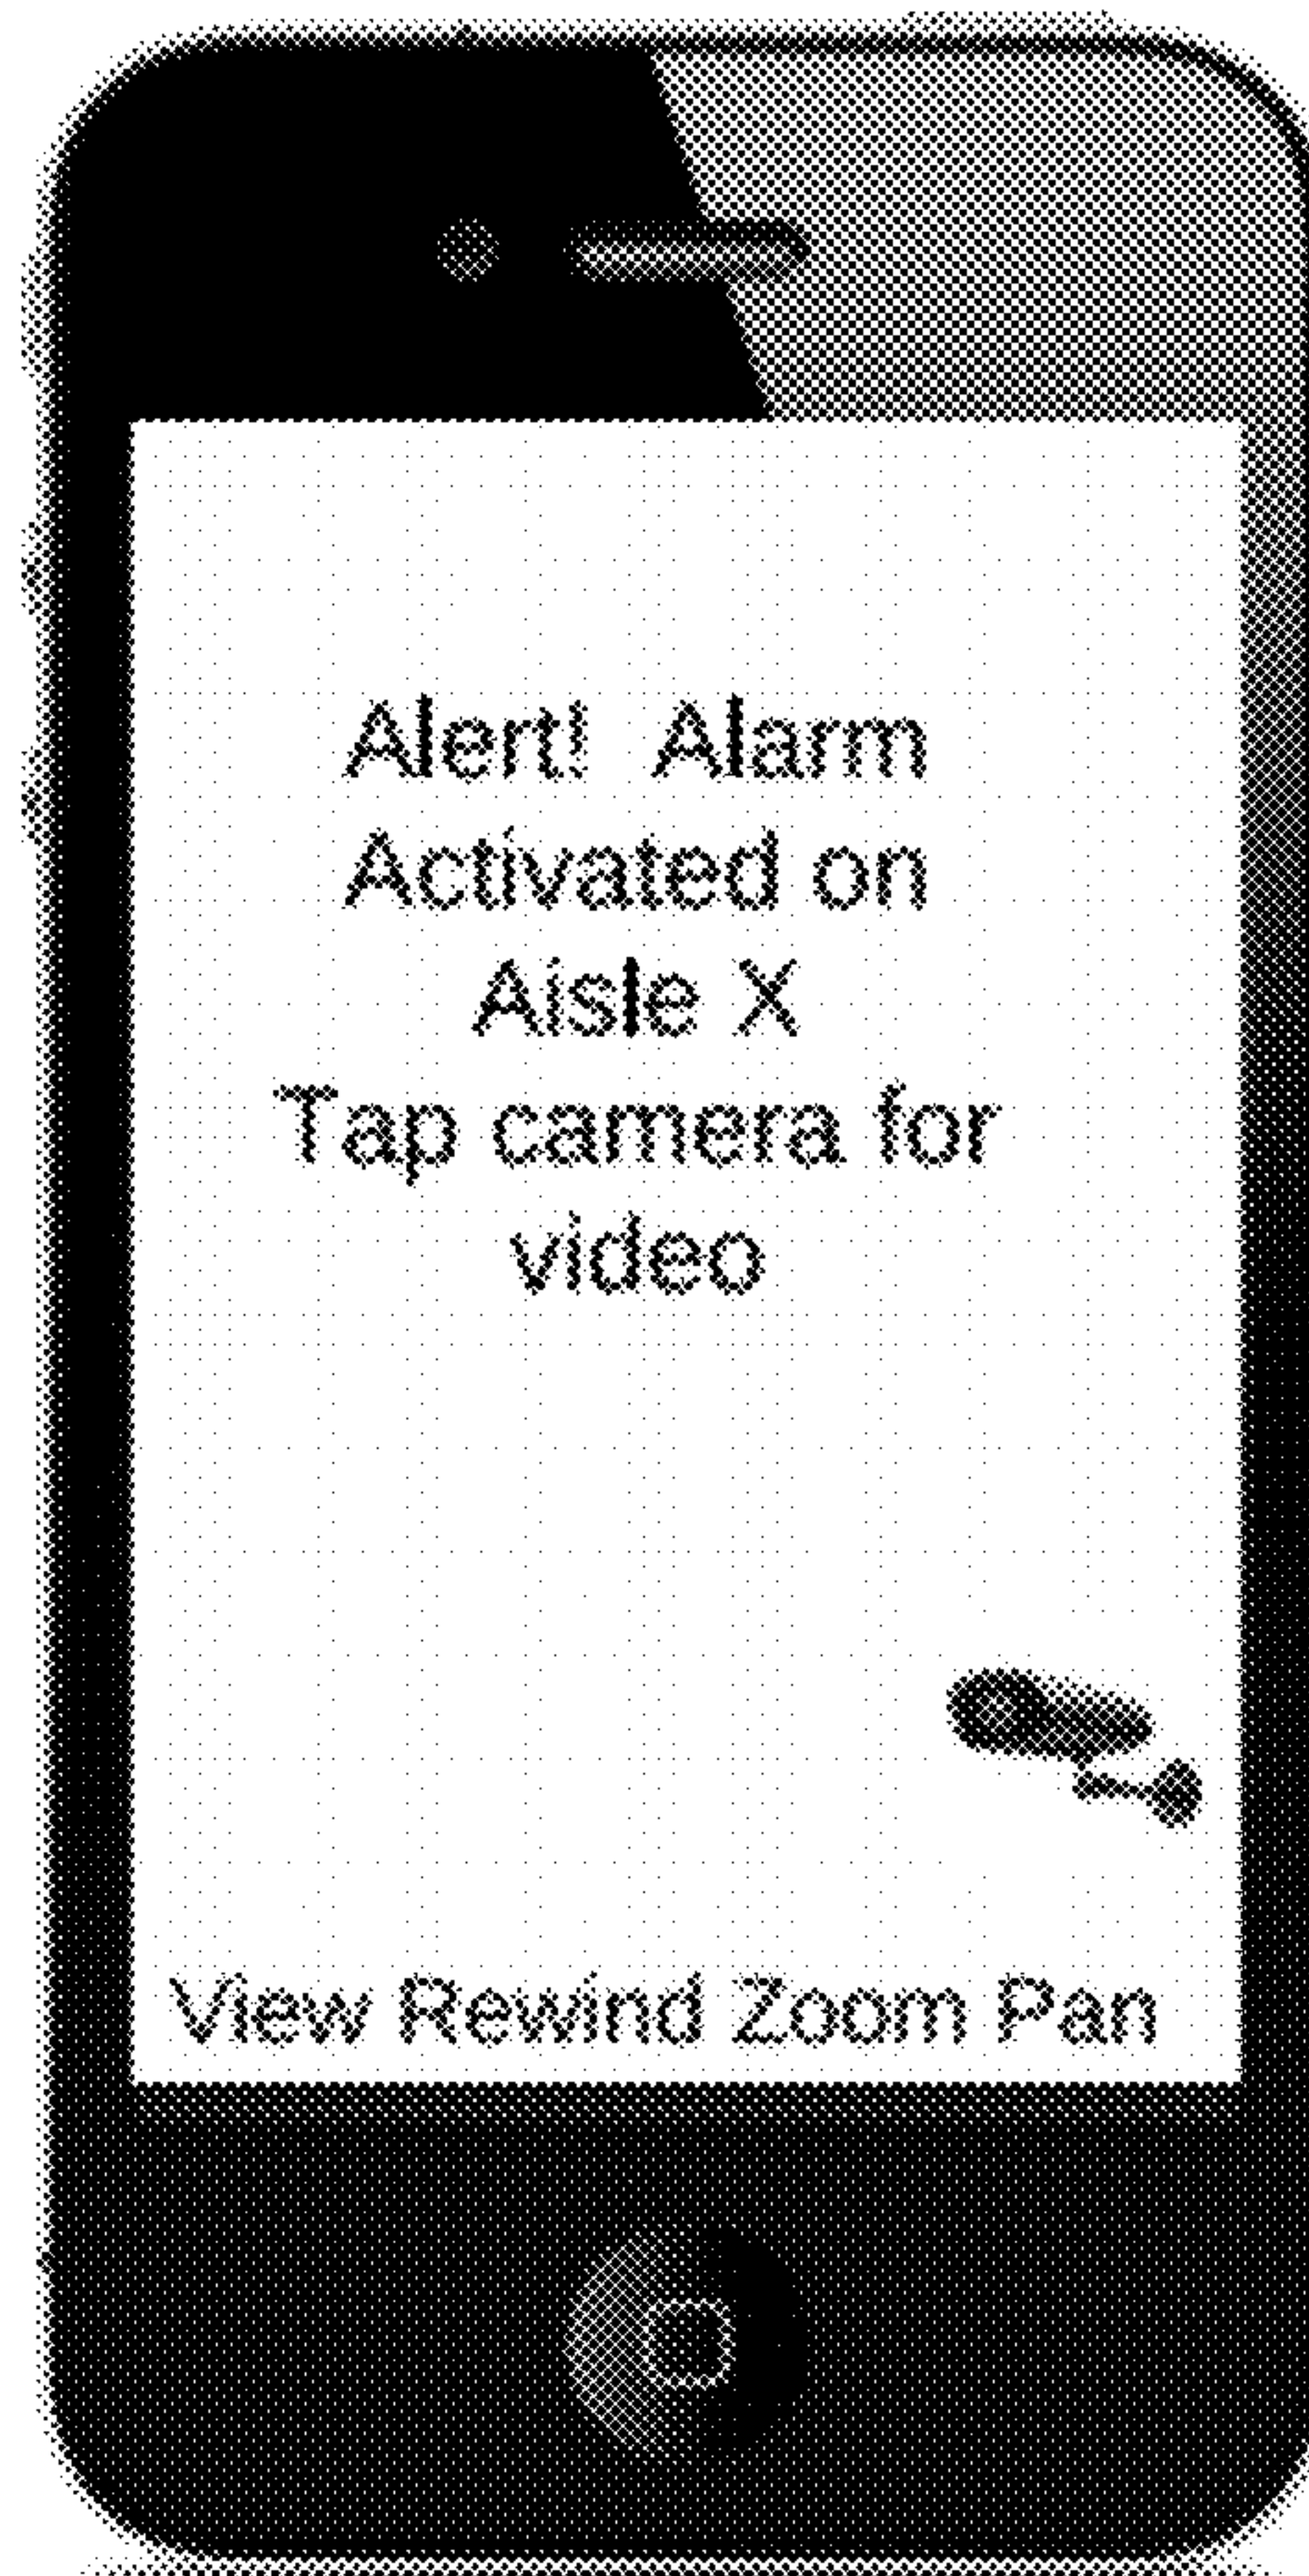 Alert!  Alarm
Activated on
Aisle X
Tap camera for
video
View Rewind Zoom Pan